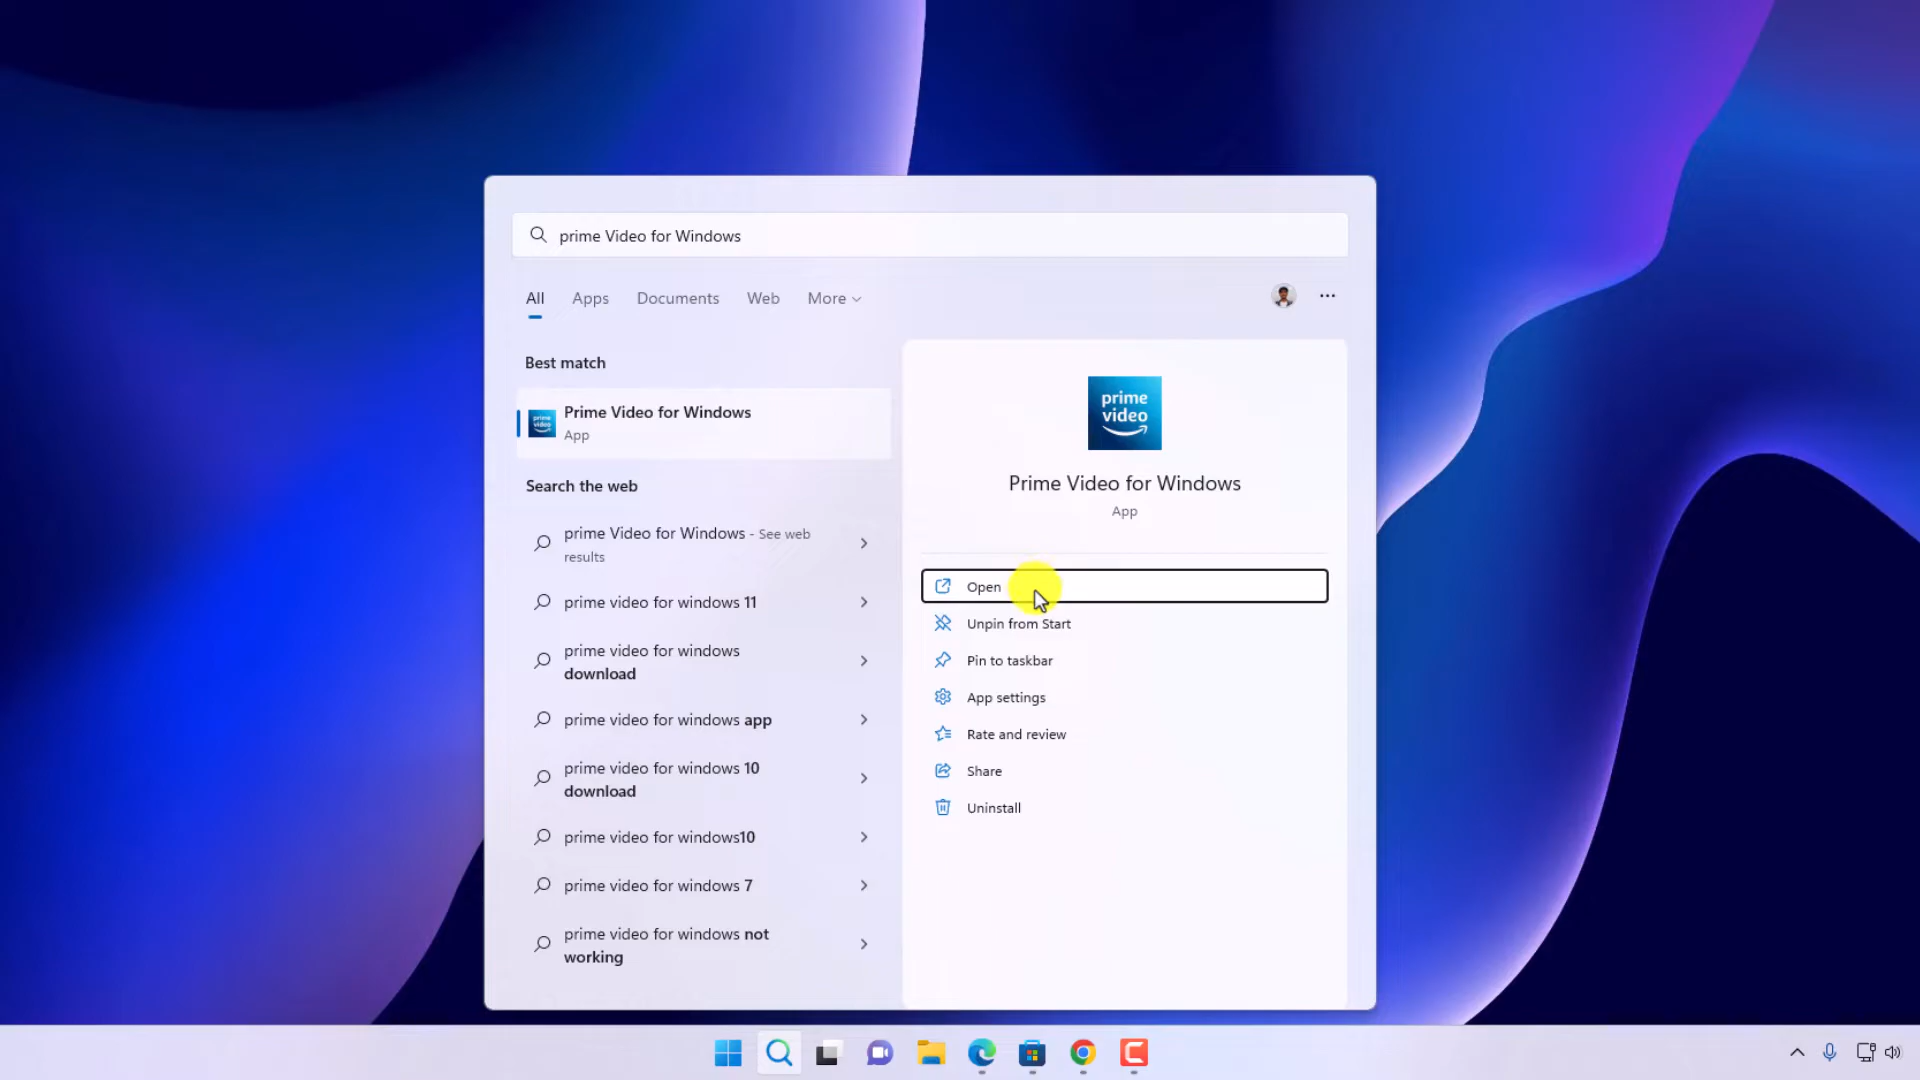 prime Video for Windows
All Apps Documents Web More
Best match
Prime Video for Windows
App
Search the web
prime Video for Windows - See web
results
prime video for windows 11
prime video for windows
download
prime video for windows app
prime video for windows 10
download
prime video for windows10
prime video for windows 7
prime video for windows not
working
prime
video
Prime Video for Windows
App
Open
Unpin from Start
Pin to taskbar
App settings
Rate and review
Share
Uninstall